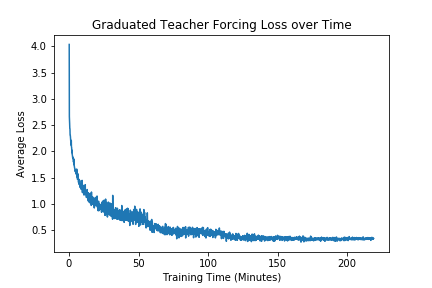 Graduated Teacher Forcing Loss over Time
4.0
3.5
3.0
2.5
2.0
1.5
1.0
0.5
Average Loss
0 50 100 150 200
Training Time (Minutes)